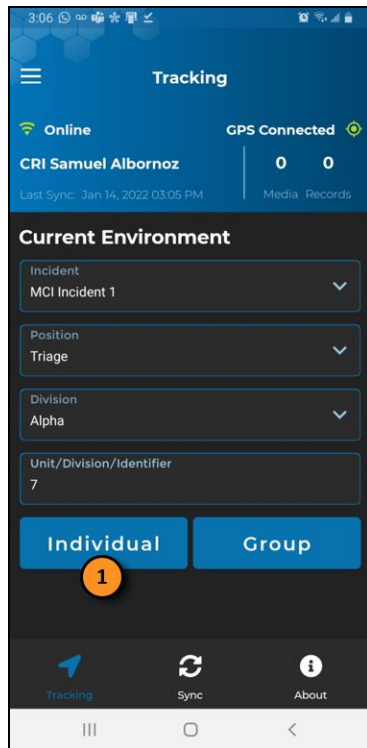 3:06
Tracking
Online GPS Connected
CRI Samuel Albornoz 0 0
Last Sync: Jan 14, 2022 03:05 PM Media Records
Current Environment
Incident
MCI Incident 1
Position
Triage
Division
Alpha
Unit/Division/Identifier
7
Individual Group
1
Tracking Sync About